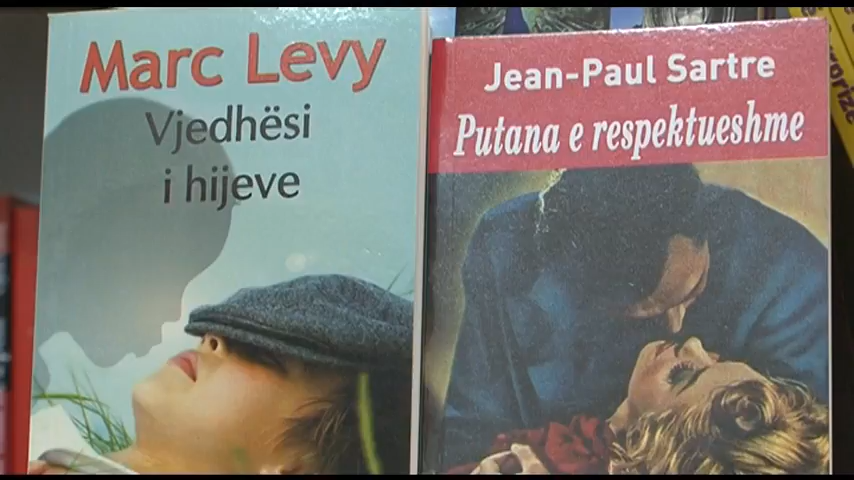 Marc Levy
Vjedhësi
i hijeve
Jean-Paul Sartre
Putana e respektueshme